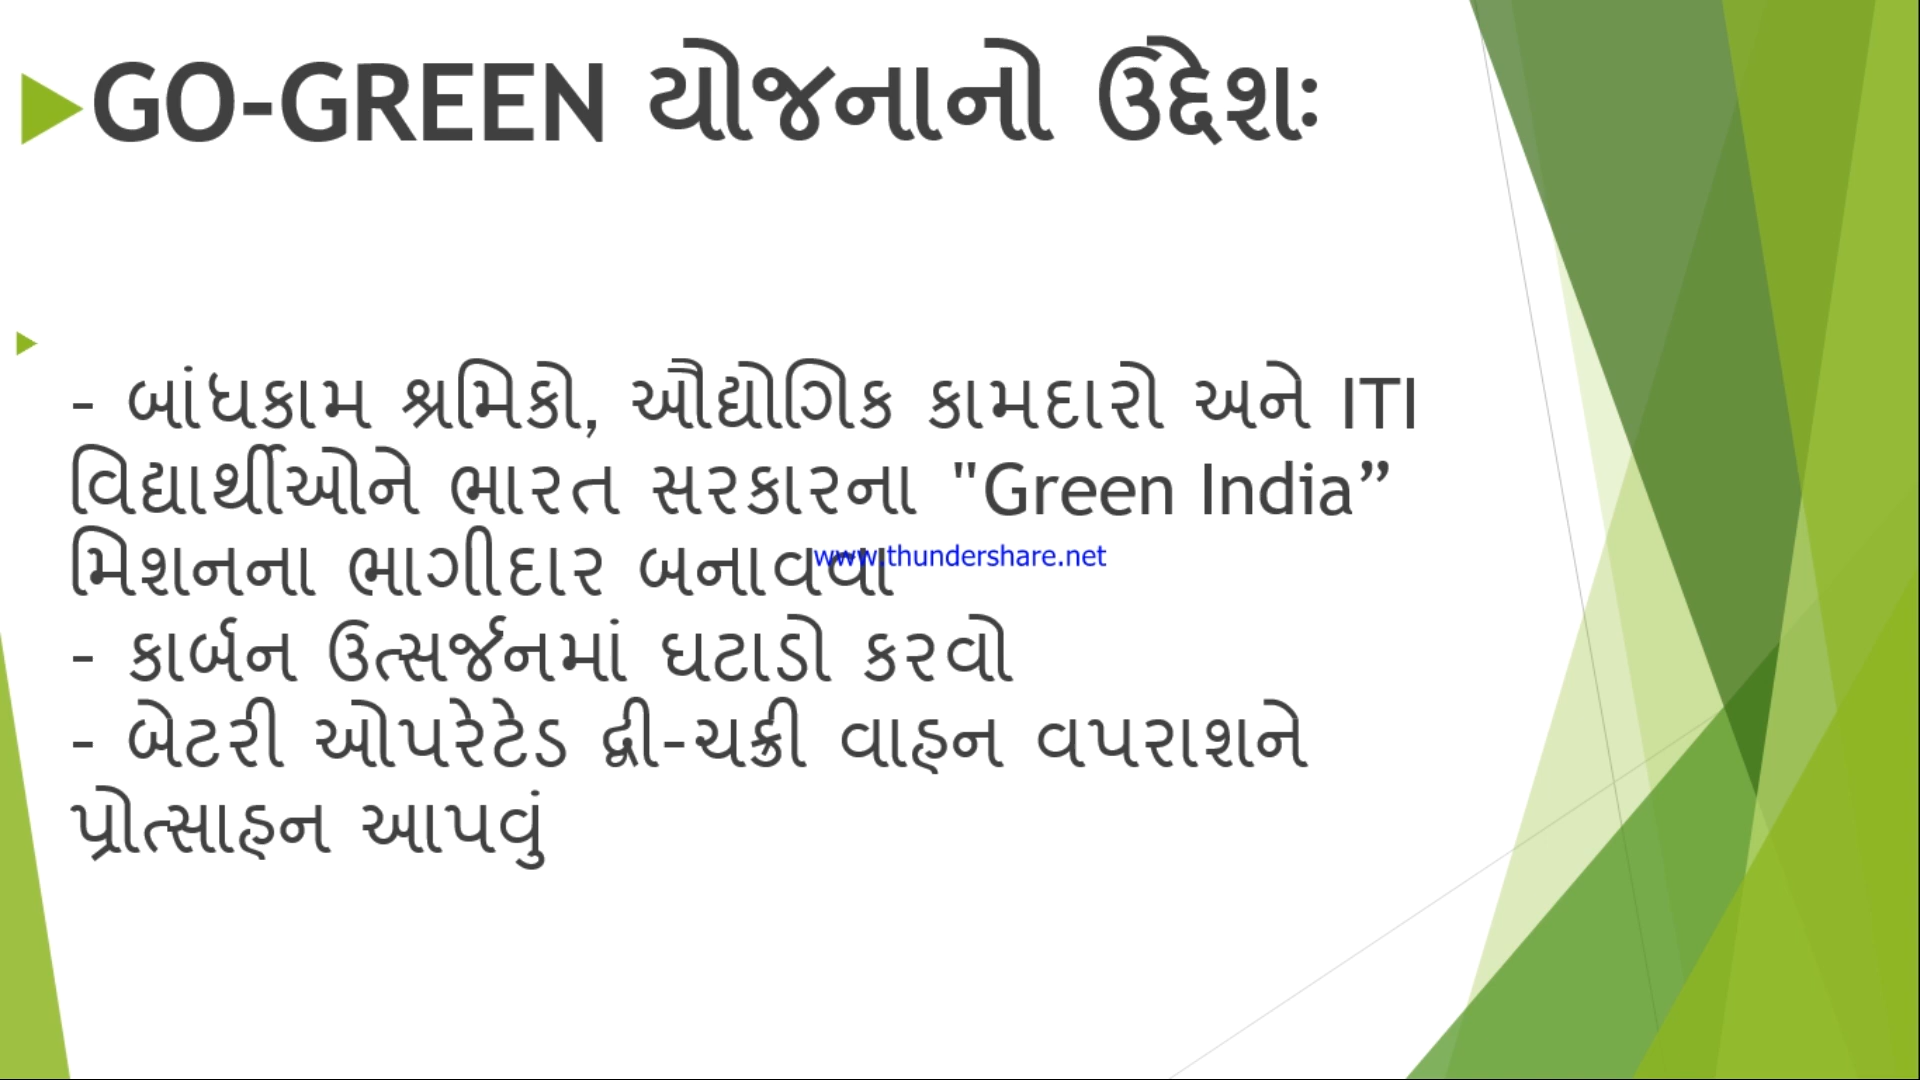 GO-GREEN યોજનાનો ઉદ્દેશઃ
- બાંધકામ શ્રમિકો, ઔદ્યોગિક કામદારો અને ITI
વિદ્યાર્થીઓને ભારત સરકારના "Green India”
મિશનના ભાગીદાર બનાવવા
www.thundershare.net
- કાર્બન ઉત્સર્જનમાં ઘટાડો કરવો
- બેટરી ઓપરેટેડ દ્વી-ચક્રી વાહન વપરાશને
પ્રોત્સાહન આપવું